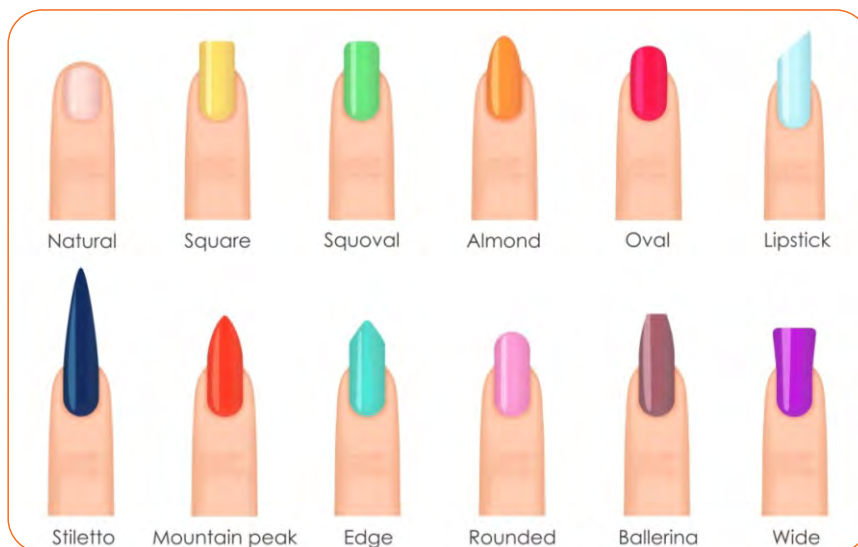 Natural Square Squoval Almond Oval Lipstick
Stiletto Mountain peak Edge Rounded Ballerina Wide